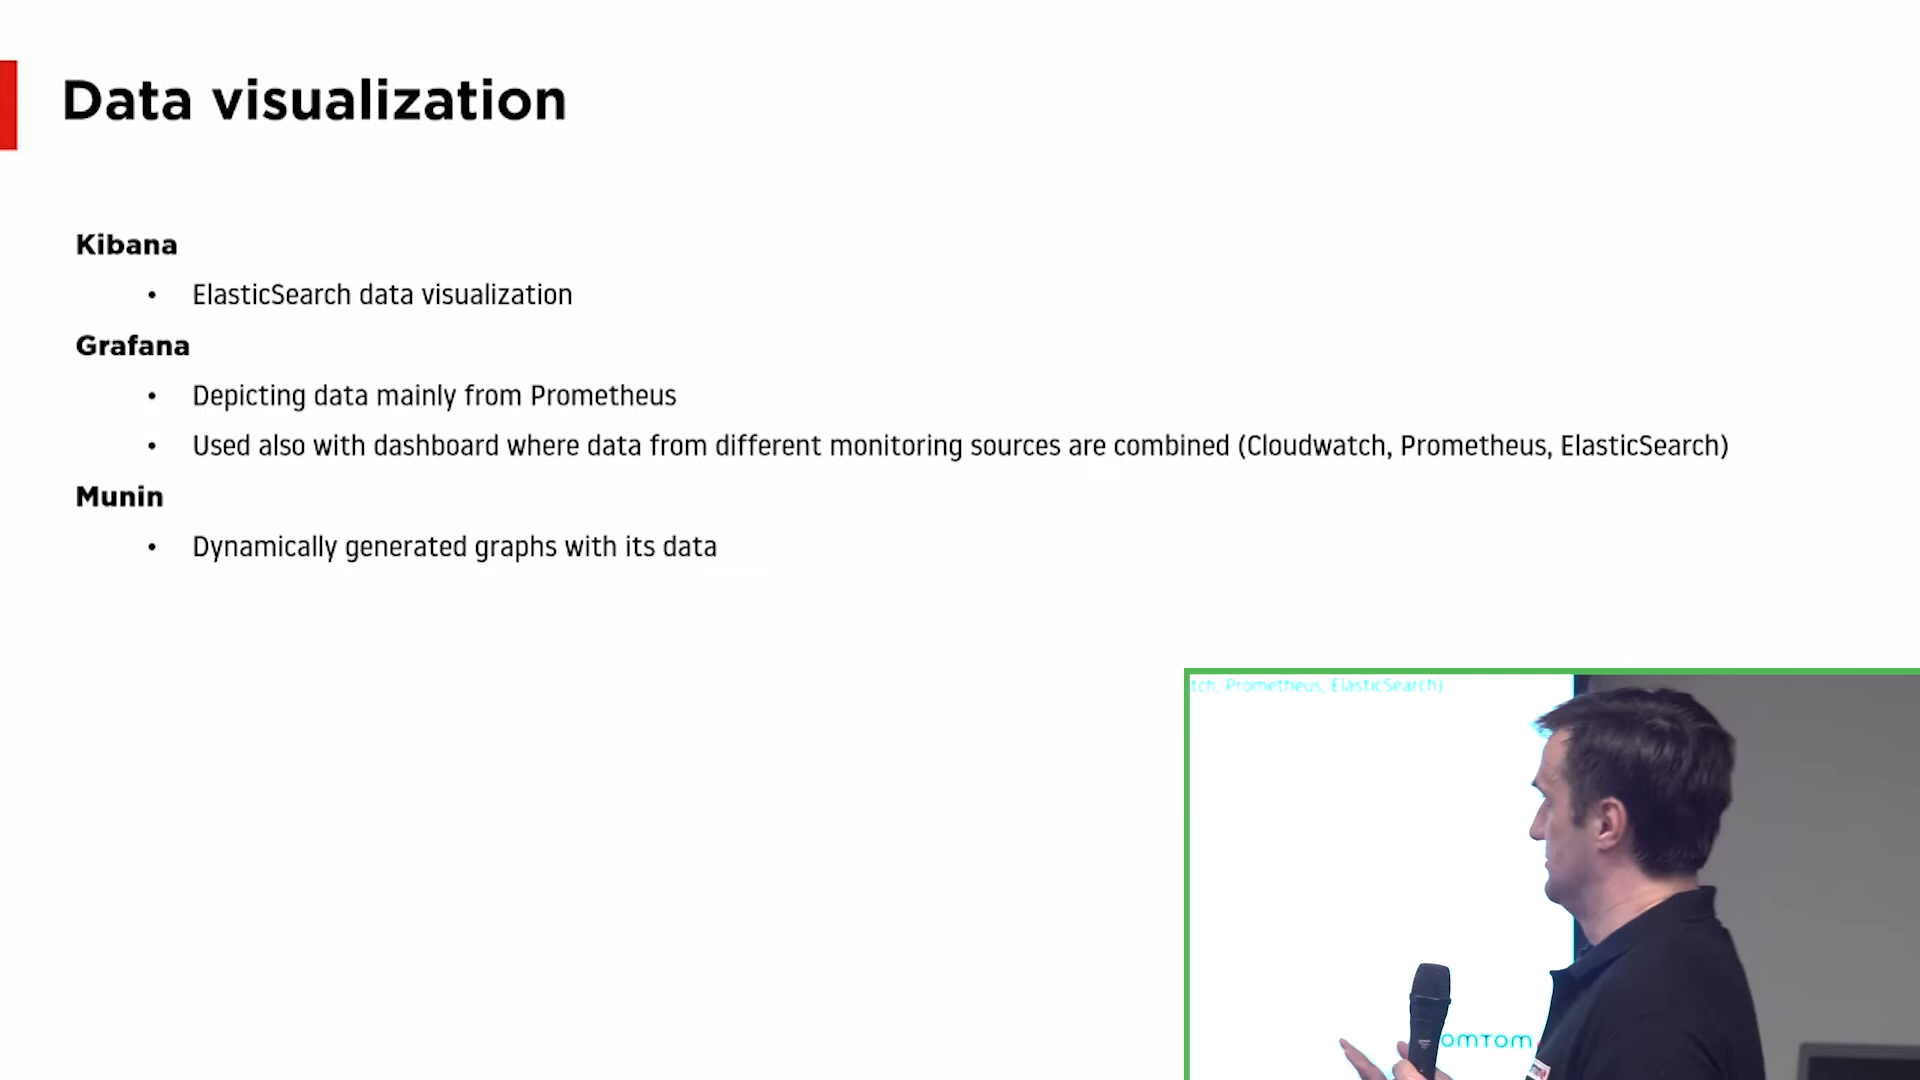 Data visualization
Kibana
• ElasticSearch data visualization
Grafana
• Depicting data mainly from Prometheus
• Used also with dashboard where data from different monitoring sources are combined (Cloudwatch, Prometheus, ElasticSearch)
Munin
• Dynamically generated graphs with its data
tch, Prometheus, ElasticSearch)
OMTOM